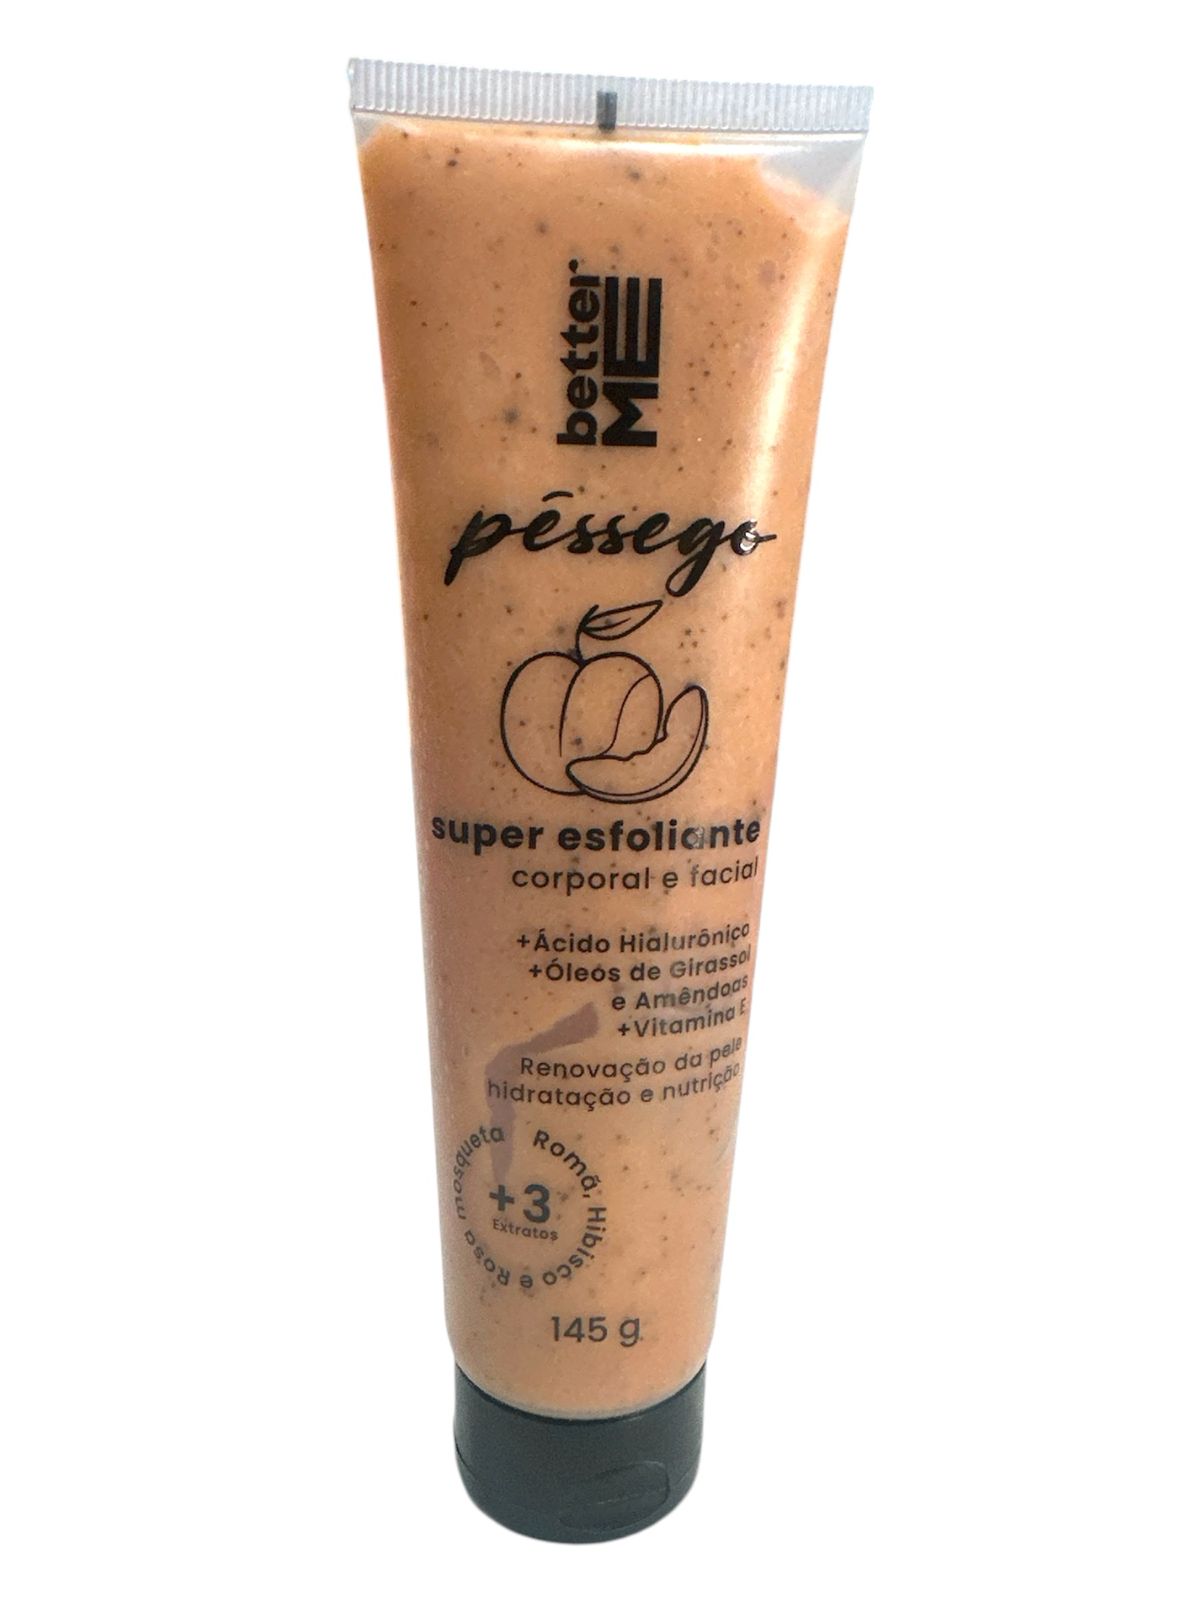 better
ME
pêssego
super esfoliante
corporal e facial
+Ácido Hialurônico
+Óleos de Girassol
e Amêndoas
+Vitamina E
Renovação da pele
hidratação e nutrição
Romã, Hibisco e Rosa mosqueta
+3
Extratos
145 g